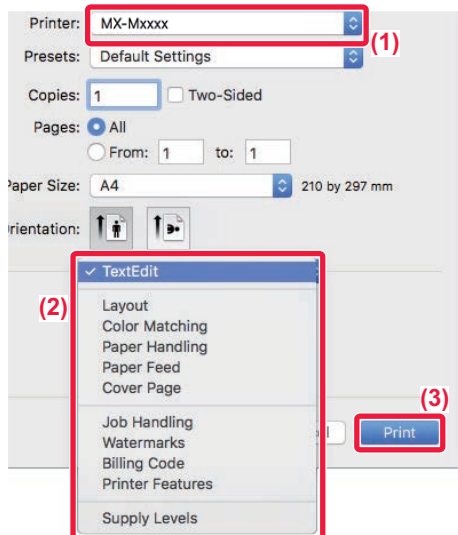 Printer: MX-Mxxxx
(1)
Presets: Default Settings
Copies: 1 Two-Sided
Pages: All
From: 1 to: 1
Paper Size: A4 210 by 297 mm
rientation:
(2)
✓ TextEdit
Layout
Color Matching
Paper Handling
Paper Feed
Cover Page
Job Handling
Watermarks
Billing Code
Printer Features
Supply Levels
(3)
l Print